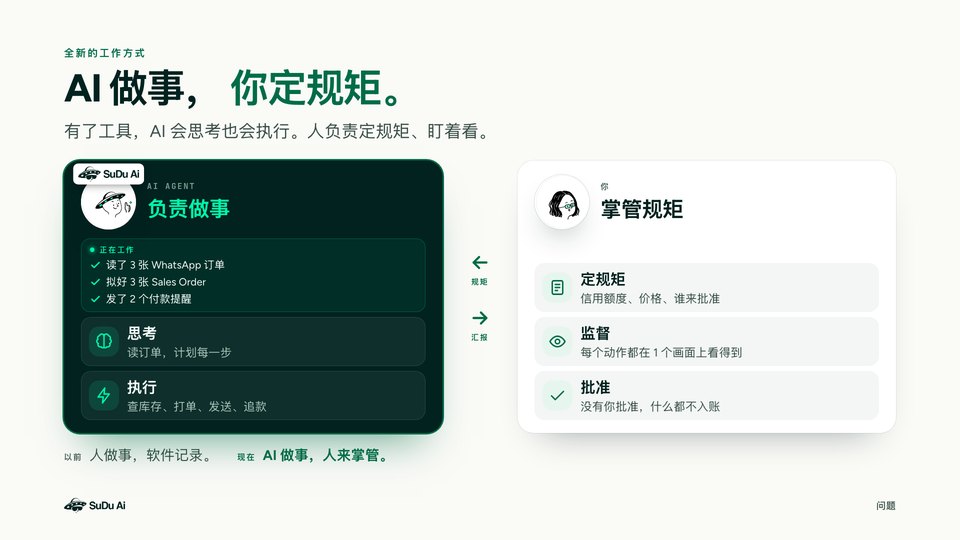 全新的工作方式
AI 做事，你定规矩。
有了工具，AI 会思考也会执行。人负责定规矩、盯着看。
SuDu Ai
AI AGENT
负责做事
正在工作
读了 3 张 WhatsApp 订单
拟好 3 张 Sales Order
发了 2 个付款提醒
思考
读订单，计划每一步
执行
查库存、打单、发送、追款
规矩
汇报
你
掌管规矩
定规矩
信用额度、价格、谁来批准
监督
每个动作都在 1 个画面上看得到
批准
没有你批准，什么都不入账
以前 人做事，软件记录。 现在 AI 做事，人来掌管。
SuDu Ai
问题